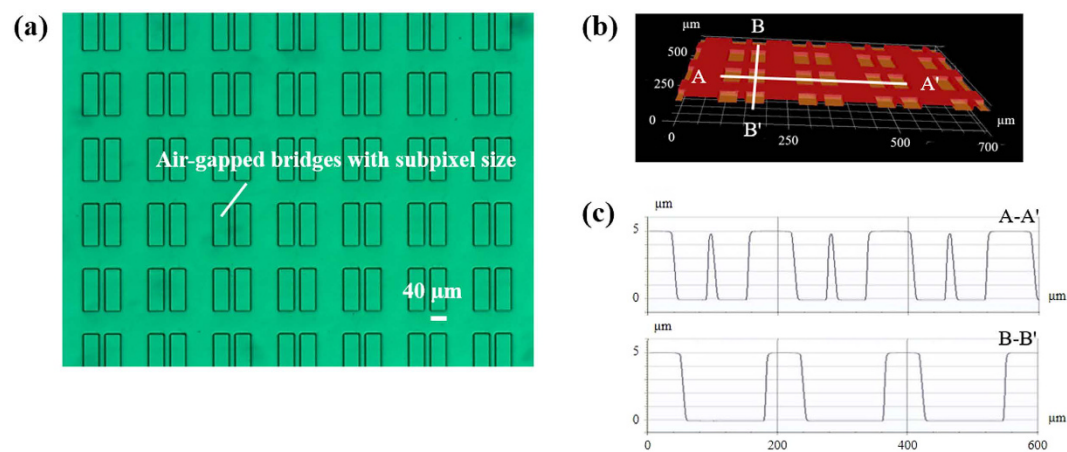 (a)
Air-gapped bridges with subpixel size
40 μm
(b)
μm
500
250
0
0
250
500
700
μm
A
A'
B
B'
(c)
μm
A-A'
5
0
μm
μm
B-B'
5
0
μm
0
200
400
600